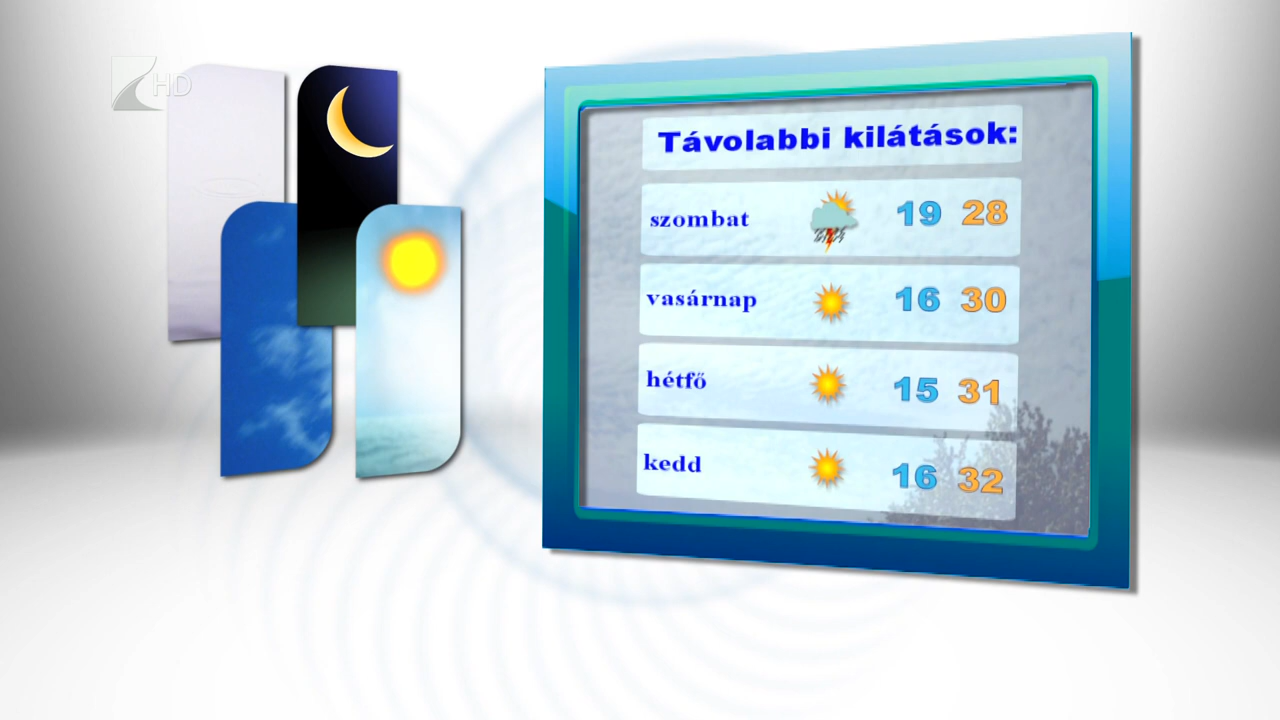 HD
Távolabbi kilátások:
szombat 19 28
vasárnap 16 30
hétfő 15 31
kedd 16 32